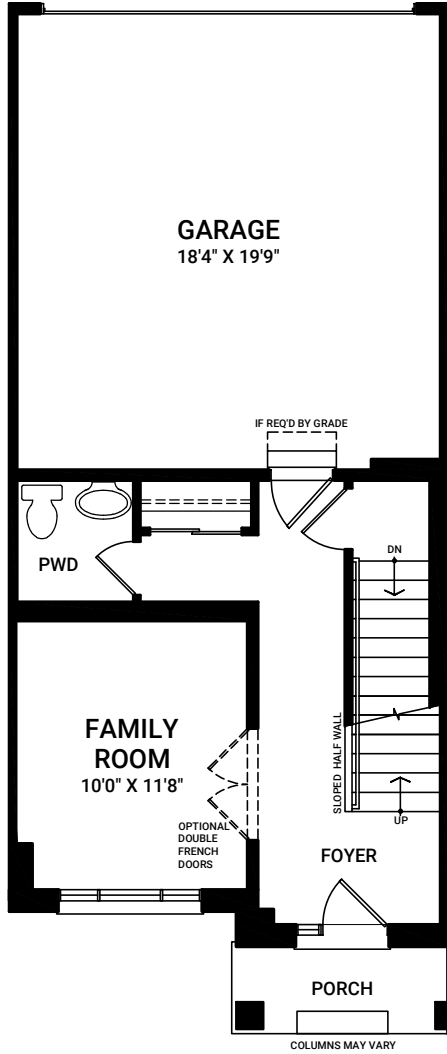 GARAGE
18'4" X 19'9"
IF REQ'D BY GRADE
PWD
DN
FAMILY
ROOM
10'0" X 11'8"
SLOPED HALF WALL
OPTIONAL
DOUBLE
FRENCH
DOORS
UP
FOYER
PORCH
COLUMNS MAY VARY